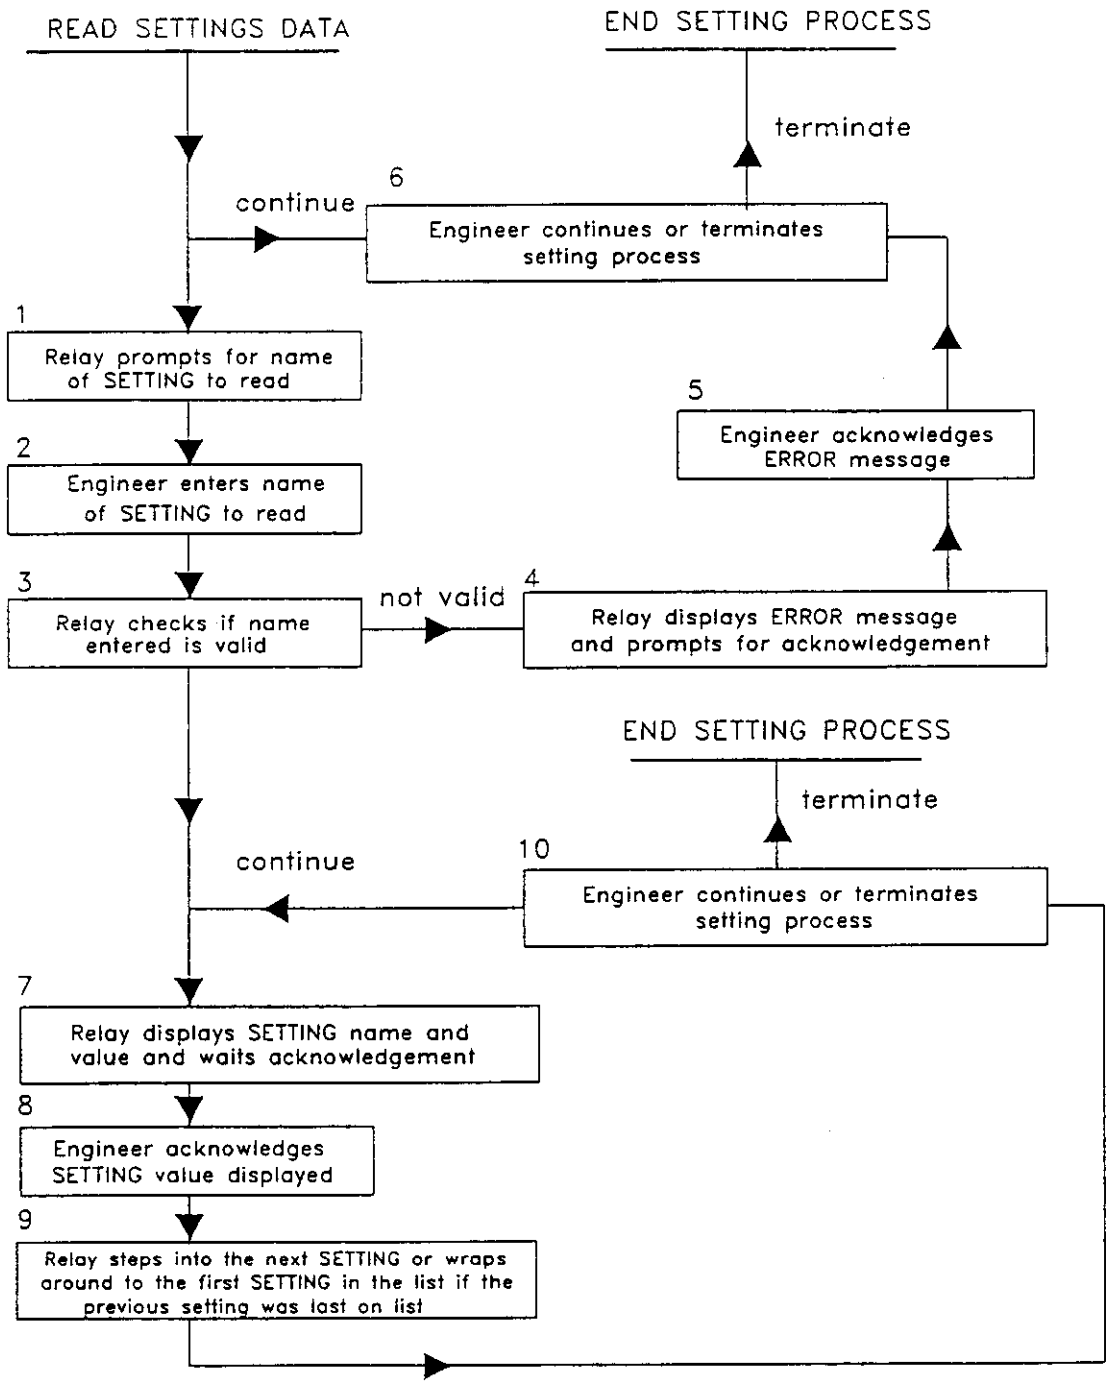 READ SETTINGS DATA
END SETTING PROCESS
terminate
6
continue
Engineer continues or terminates
setting process
1
Relay prompts for name
of SETTING to read
5
Engineer acknowledges
ERROR message
2
Engineer enters name
of SETTING to read
3
not valid
4
Relay checks if name
entered is valid
Relay displays ERROR message
and prompts for acknowledgement
END SETTING PROCESS
terminate
10
continue
Engineer continues or terminates
setting process
7
Relay displays SETTING name and
value and waits acknowledgement
8
Engineer acknowledges
SETTING value displayed
9
Relay steps into the next SETTING or wraps
around to the first SETTING in the list if the
previous setting was last on list